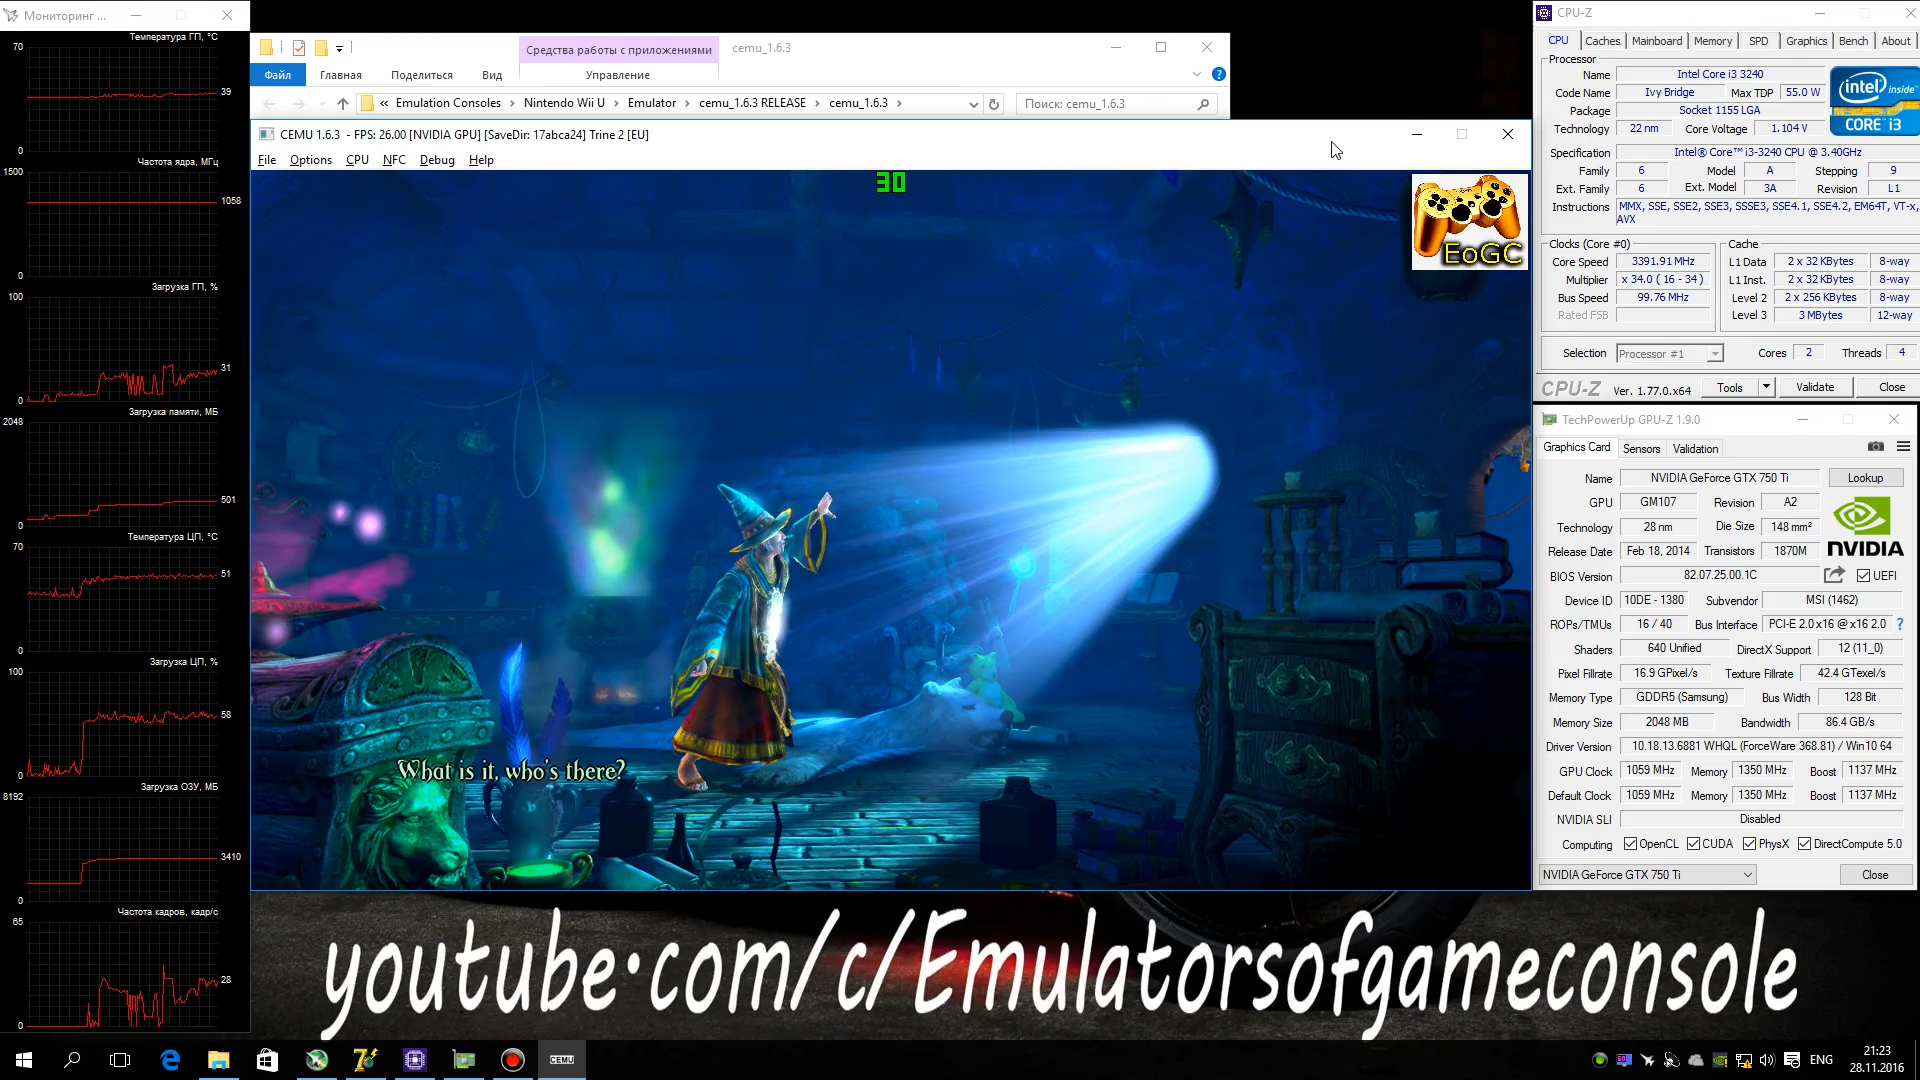 Мониторинг ...
Температура ГП, °C
70
39
0
Частота ядра, МГц
1500
1058
0
Загрузка ГП, %
100
31
0
Загрузка памяти, МБ
2048
501
0
Температура ЦП, °C
70
51
0
Загрузка ЦП, %
100
58
0
Загрузка ОЗУ, МБ
8192
3410
0
Частота кадров, кадр/с
65
28
0
Средства работы с приложениями
cemu_1.6.3
Файл Главная Поделиться Вид Управление
« Emulation Consoles › Nintendo Wii U › Emulator › cemu_1.6.3 RELEASE › cemu_1.6.3 ›
Поиск: cemu_1.6.3
CEMU 1.6.3 - FPS: 26.00 [NVIDIA GPU] [SaveDir: 17abca24] Trine 2 [EU]
File Options CPU NFC Debug Help
30
EoGC
What is it, who's there?
CPU-Z
CPU Caches Mainboard Memory SPD Graphics Bench About
Processor
Name Intel Core i3 3240
Code Name Ivy Bridge Max TDP 55.0 W
Package Socket 1155 LGA
Technology 22 nm Core Voltage 1.104 V
intel inside™
CORE i3
Specification Intel® Core™ i3-3240 CPU @ 3.40GHz
Family 6 Model A Stepping 9
Ext. Family 6 Ext. Model 3A Revision L1
Instructions MMX, SSE, SSE2, SSE3, SSSE3, SSE4.1, SSE4.2, EM64T, VT-x,
AVX
Clocks (Core #0)
Core Speed 3391.91 MHz
Multiplier x 34.0 ( 16 - 34 )
Bus Speed 99.76 MHz
Rated FSB
Cache
L1 Data 2 x 32 KBytes 8-way
L1 Inst. 2 x 32 KBytes 8-way
Level 2 2 x 256 KBytes 8-way
Level 3 3 MBytes 12-way
Selection Processor #1 Cores 2 Threads 4
CPU-Z Ver. 1.77.0.x64 Tools Validate Close
TechPowerUp GPU-Z 1.9.0
Graphics Card Sensors Validation
Name NVIDIA GeForce GTX 750 Ti Lookup
GPU GM107 Revision A2
Technology 28 nm Die Size 148 mm²
Release Date Feb 18, 2014 Transistors 1870M
NVIDIA
BIOS Version 82.07.25.00.1C UEFI
Device ID 10DE - 1380 Subvendor MSI (1462)
ROPs/TMUs 16 / 40 Bus Interface PCI-E 2.0 x16 @ x16 2.0 ?
Shaders 640 Unified DirectX Support 12 (11_0)
Pixel Fillrate 16.9 GPixel/s Texture Fillrate 42.4 GTexel/s
Memory Type GDDR5 (Samsung) Bus Width 128 Bit
Memory Size 2048 MB Bandwidth 86.4 GB/s
Driver Version 10.18.13.6881 WHQL (ForceWare 368.81) / Win10 64
GPU Clock 1059 MHz Memory 1350 MHz Boost 1137 MHz
Default Clock 1059 MHz Memory 1350 MHz Boost 1137 MHz
NVIDIA SLI Disabled
Computing OpenCL CUDA PhysX DirectCompute 5.0
NVIDIA GeForce GTX 750 Ti Close
youtube.com/c/Emulatorsofgameconsole
CEMU
ENG
21:23
28.11.2016